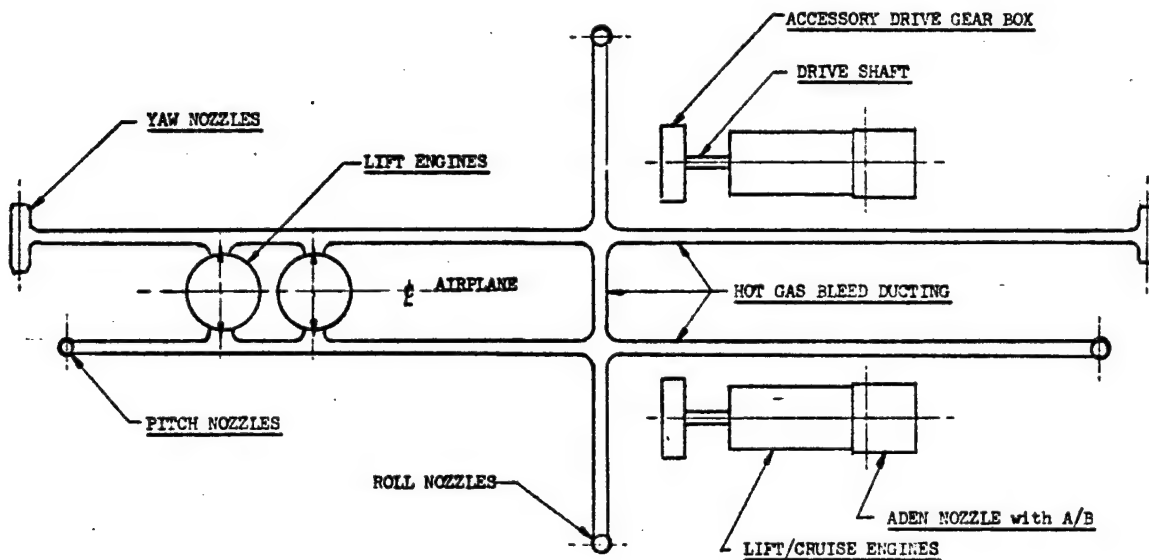 ACCESSORY DRIVE GEAR BOX
DRIVE SHAFT
YAW NOZZLES
LIFT ENGINES
℄ AIRPLANE
HOT GAS BLEED DUCTING
PITCH NOZZLES
ROLL NOZZLES
ADEN NOZZLE with A/B
LIFT/CRUISE ENGINES